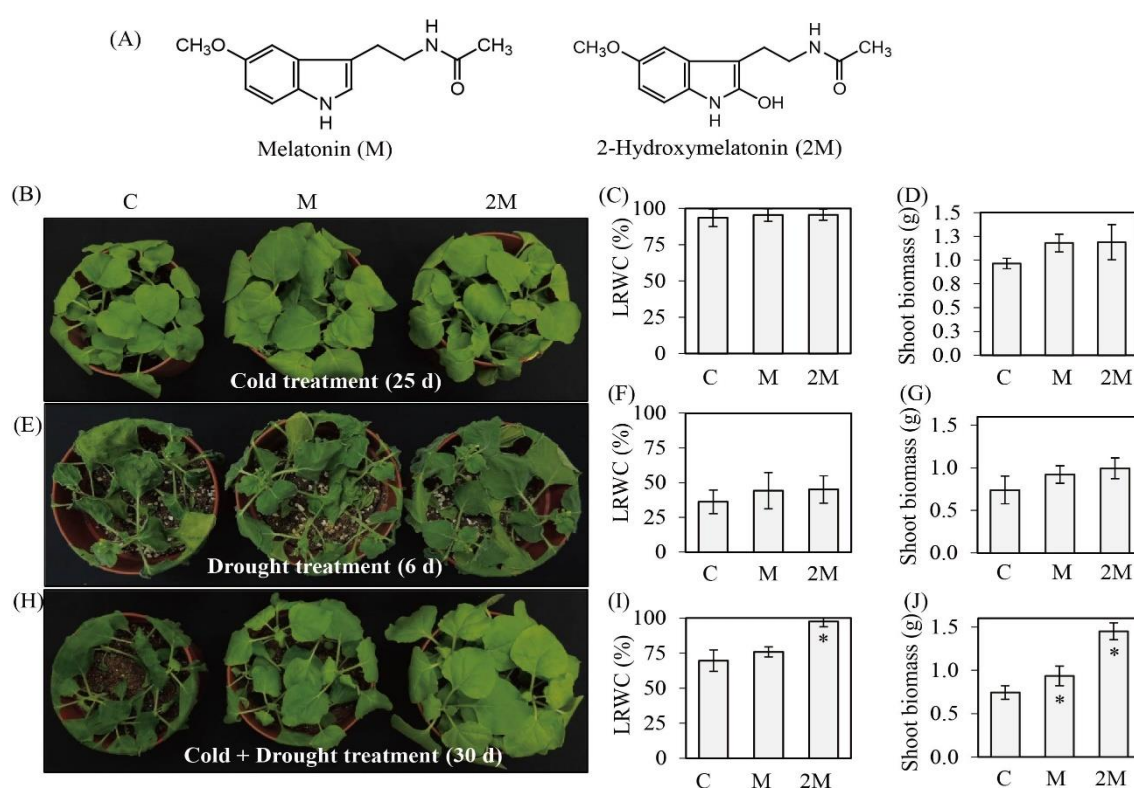 (A)
CH3O
H
N
CH3
O
N
H
Melatonin (M)
CH3O
H
N
CH3
O
N
H
OH
2-Hydroxymelatonin (2M)
(B)
C M 2M
Cold treatment (25 d)
(C)
LRWC (%)
100
75
50
25
0
C M 2M
(D)
Shoot biomass (g)
1.5
1.3
1.0
0.8
0.5
0.3
0.0
C M 2M
(E)
Drought treatment (6 d)
(F)
LRWC (%)
100
75
50
25
0
C M 2M
(G)
Shoot biomass (g)
1.5
1.0
0.5
0.0
C M 2M
(H)
Cold + Drought treatment (30 d)
(I)
LRWC (%)
100
75
50
25
0
*
C M 2M
(J)
Shoot biomass (g)
1.5
1.0
0.5
0.0
* *
C M 2M